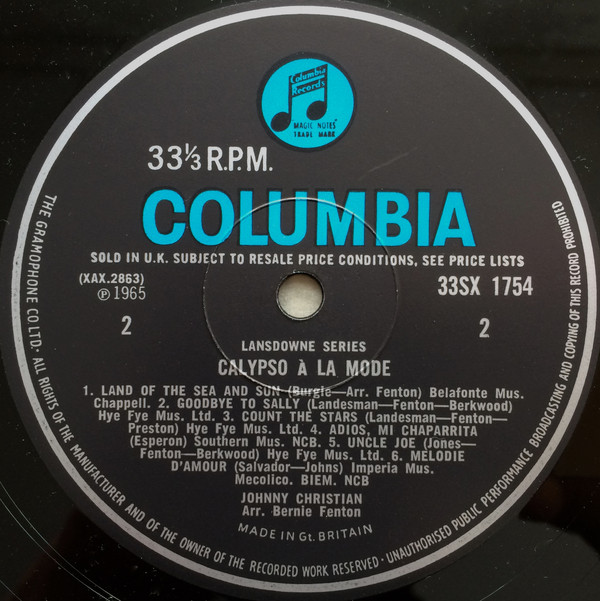 Columbia
Records
MAGIC NOTES
TRADE MARK
33⅓ R.P.M.
COLUMBIA
SOLD IN U.K. SUBJECT TO RESALE PRICE CONDITIONS, SEE PRICE LISTS
(XAX.2863)
33SX 1754
℗ 1965
2
2
LANSDOWNE SERIES
CALYPSO À LA MODE
1. LAND OF THE SEA AND SUN (Burgie—Arr. Fenton) Belafonte Mus.
Chappell. 2. GOODBYE TO SALLY (Landesman—Fenton—Berkwood)
Hye Fye Mus. Ltd. 3. COUNT THE STARS (Landesman—Fenton—
Preston) Hye Fye Mus. Ltd. 4. ADIOS, MI CHAPARRITA
(Esperon) Southern Mus. NCB. 5. UNCLE JOE (Jones—
Fenton—Berkwood) Hye Fye Mus. Ltd. 6. MELODIE
D'AMOUR (Salvador—Johns) Imperia Mus.
Mecolico. BIEM. NCB
JOHNNY CHRISTIAN
Arr. Bernie Fenton
MADE IN Gt. BRITAIN
THE GRAMOPHONE CO LTD· ALL RIGHTS OF THE MANUFACTURER AND OF THE OWNER OF THE RECORDED WORK RESERVED · UNAUTHORISED PUBLIC PERFORMANCE BROADCASTING AND COPYING OF THIS RECORD PROHIBITED